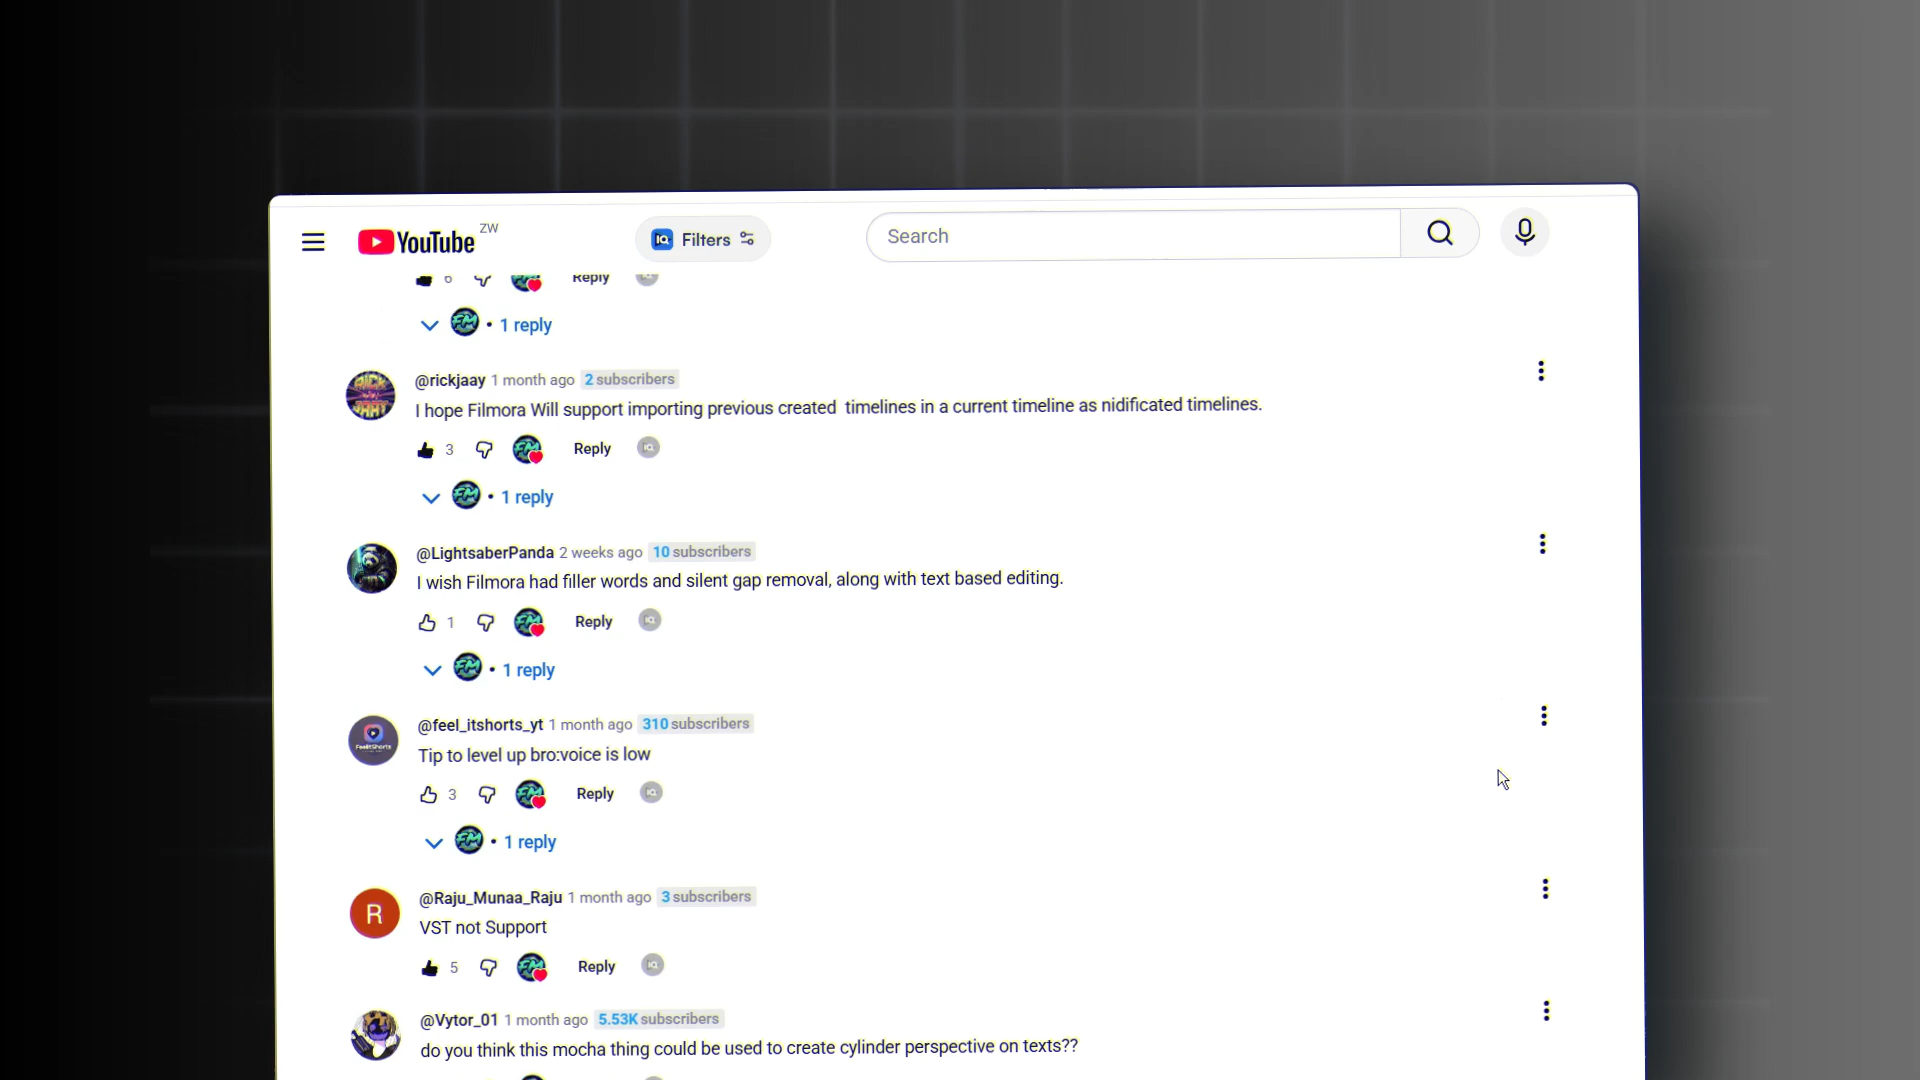 YouTube ZW
Filters
Search
6 Reply
• 1 reply
@rickjaay 1 month ago 2 subscribers
I hope Filmora Will support importing previous created timelines in a current timeline as nidificated timelines.
3 Reply
• 1 reply
@LightsaberPanda 2 weeks ago 10 subscribers
I wish Filmora had filler words and silent gap removal, along with text based editing.
1 Reply
• 1 reply
@feel_itshorts_yt 1 month ago 310 subscribers
Tip to level up bro:voice is low
3 Reply
• 1 reply
R
@Raju_Munaa_Raju 1 month ago 3 subscribers
VST not Support
5 Reply
@Vytor_01 1 month ago 5.53K subscribers
do you think this mocha thing could be used to create cylinder perspective on texts??